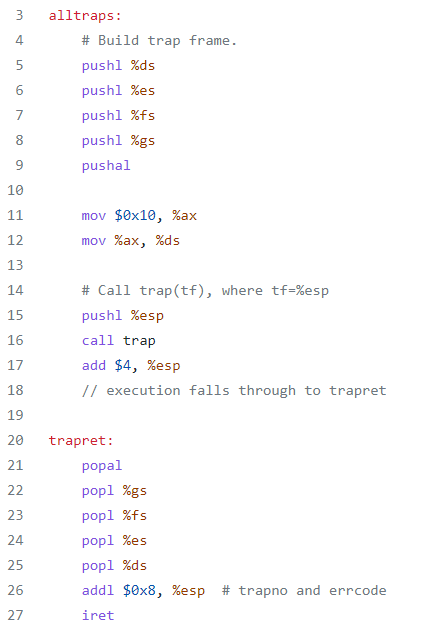 3 alltraps:
4     # Build trap frame.
5     pushl %ds
6     pushl %es
7     pushl %fs
8     pushl %gs
9     pushal
10
11     mov $0x10, %ax
12     mov %ax, %ds
13
14     # Call trap(tf), where tf=%esp
15     pushl %esp
16     call trap
17     add $4, %esp
18     // execution falls through to trapret
19
20 trapret:
21     popal
22     popl %gs
23     popl %fs
24     popl %es
25     popl %ds
26     addl $0x8, %esp  # trapno and errcode
27     iret